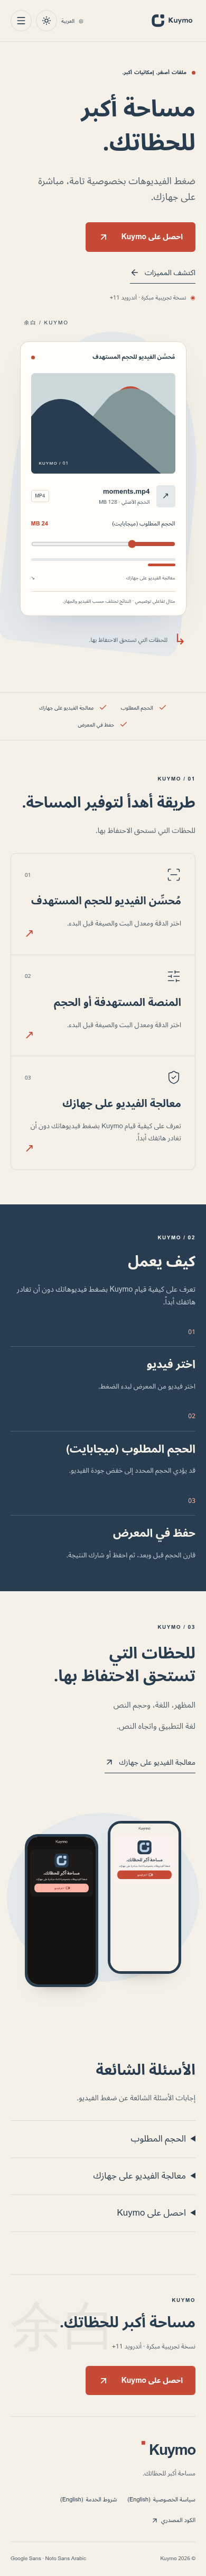 Kuymo
العربية
ملفات أصغر. إمكانيات أكبر.
مساحة أكبر
للحظاتك.
ضغط الفيديوهات بخصوصية تامة، مباشرة
على جهازك.
احصل على Kuymo
اكتشف الميزات
نسخة تجريبية مبكرة · أندرويد 11+
余白 / KUYMO
مُحسّن الفيديو للحجم المستهدف
KUYMO / 01
moments.mp4
الحجم الأصلي · 128 MB
MP4
الحجم المطلوب (ميجابايت)
24 MB
معالجة الفيديو على جهازك
مثال تفاعلي توضيحي · النتائج تختلف حسب الفيديو والجهاز.
للحظات التي تستحق الاحتفاظ بها.
الحجم المطلوب
معالجة الفيديو على جهازك
حفظ في المعرض
KUYMO / 01
طريقة أهدأ لتوفير المساحة.
للحظات التي تستحق الاحتفاظ بها.
01
مُحسّن الفيديو للحجم المستهدف
اختر الدقة ومعدل البت والصيغة قبل البدء.
02
المنصة المستهدفة أو الحجم
اختر الدقة ومعدل البت والصيغة قبل البدء.
03
معالجة الفيديو على جهازك
تعرف على كيفية قيام Kuymo بضغط فيديوهاتك دون أن
تغادر هاتفك أبداً.
KUYMO / 02
كيف يعمل
تعرف على كيفية قيام Kuymo بضغط فيديوهاتك دون أن تغادر
هاتفك أبداً.
01
اختر فيديو
اختر فيديو من المعرض لبدء الضغط.
02
الحجم المطلوب (ميجابايت)
قد يؤدي الحجم المحدد إلى خفض جودة الفيديو.
03
حفظ في المعرض
قارن الحجم قبل وبعد، ثم احفظ أو شارك النتيجة.
KUYMO / 03
للحظات التي
تستحق الاحتفاظ بها.
المظهر، اللغة، وحجم النص
لغة التطبيق واتجاه النص.
معالجة الفيديو على جهازك
Kuymo
مساحة أكبر للحظاتك.
Kuymo
مساحة أكبر للحظاتك.
الأسئلة الشائعة
إجابات الأسئلة الشائعة عن ضغط الفيديو.
الحجم المطلوب
معالجة الفيديو على جهازك
احصل على Kuymo
余白
KUYMO
مساحة أكبر للحظاتك.
نسخة تجريبية مبكرة · أندرويد 11+
احصل على Kuymo
Kuymo
مساحة أكبر للحظاتك.
سياسة الخصوصية (English)
شروط الخدمة (English)
الكود المصدري
© 2026 Kuymo
Google Sans · Noto Sans Arabic